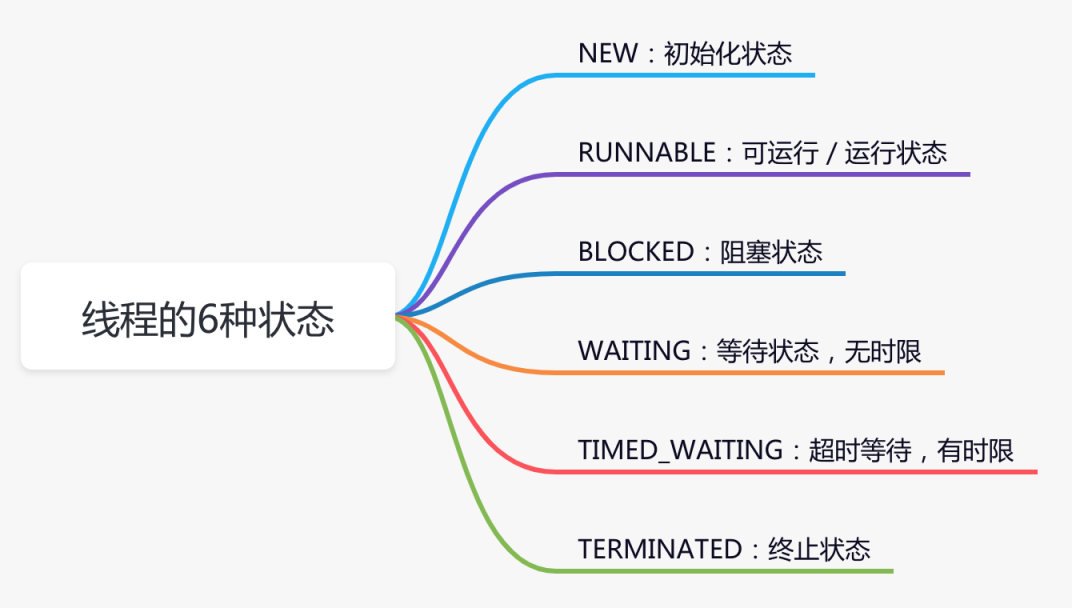 NEW：初始化状态
RUNNABLE：可运行 / 运行状态
BLOCKED：阻塞状态
线程的6种状态
WAITING：等待状态，无时限
TIMED_WAITING：超时等待，有时限
TERMINATED：终止状态